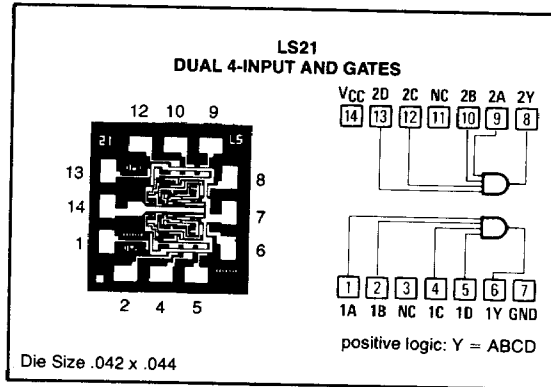 LS21
DUAL 4-INPUT AND GATES
12 10 9
21 LS
13
14
1
8
7
6
2 4 5
VCC 2D 2C NC 2B 2A 2Y
14 13 12 11 10 9 8
1 2 3 4 5 6 7
1A 1B NC 1C 1D 1Y GND
positive logic: Y = ABCD
Die Size .042 x .044